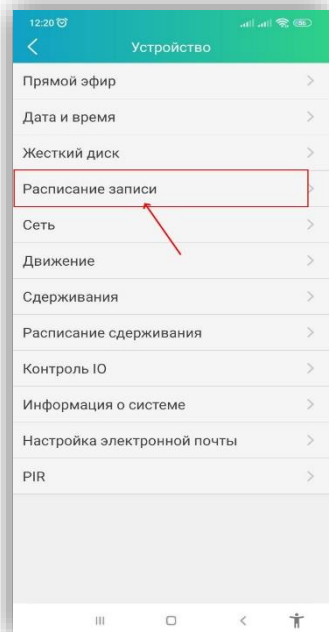 12:20
Устройство
Прямой эфир
Дата и время
Жесткий диск
Расписание записи
Сеть
Движение
Сдерживания
Расписание сдерживания
Контроль IO
Информация о системе
Настройка электронной почты
PIR